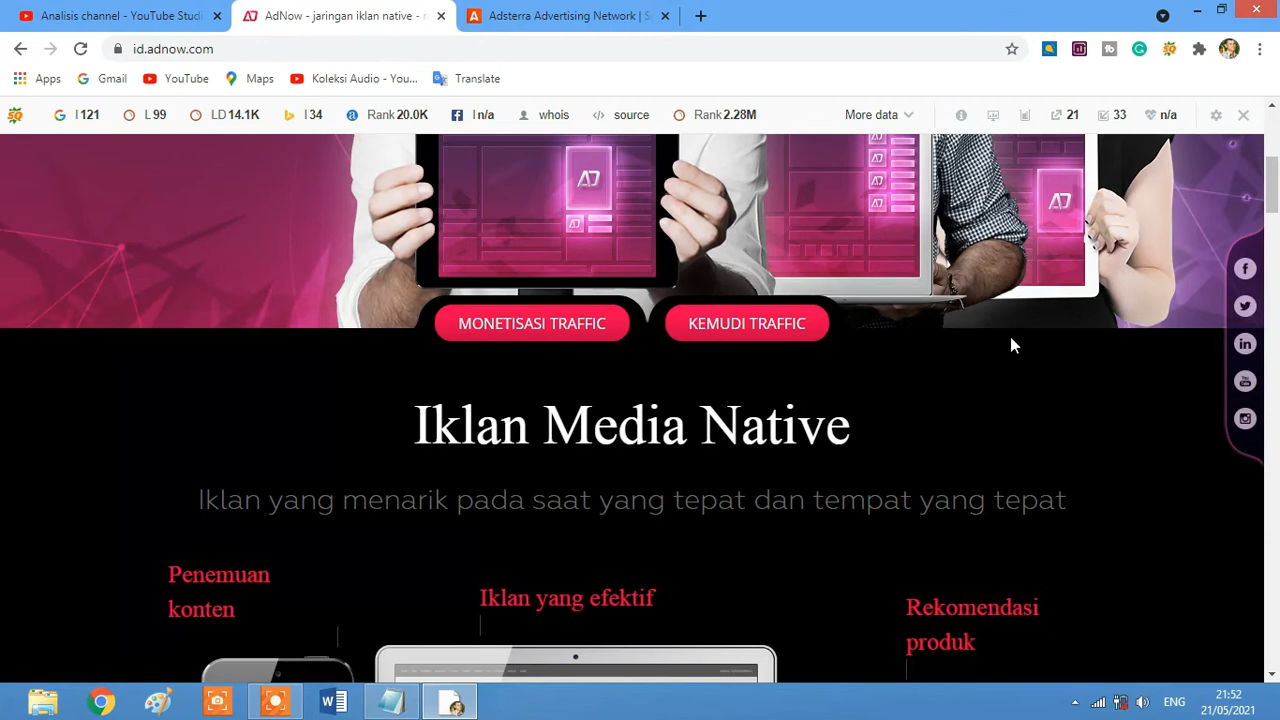 Analisis channel - YouTube Studi
AdNow - jaringan iklan native -
Adsterra Advertising Network | S
id.adnow.com
Apps
Gmail
YouTube
Maps
Koleksi Audio - You...
Translate
I 121
L 99
LD 14.1K
I 34
Rank 20.0K
I n/a
whois
source
Rank 2.28M
More data
21
33
n/a
MONETISASI TRAFFIC
KEMUDI TRAFFIC
Iklan Media Native
Iklan yang menarik pada saat yang tepat dan tempat yang tepat
Penemuan
konten
Iklan yang efektif
Rekomendasi
produk
ENG
21:52
21/05/2021